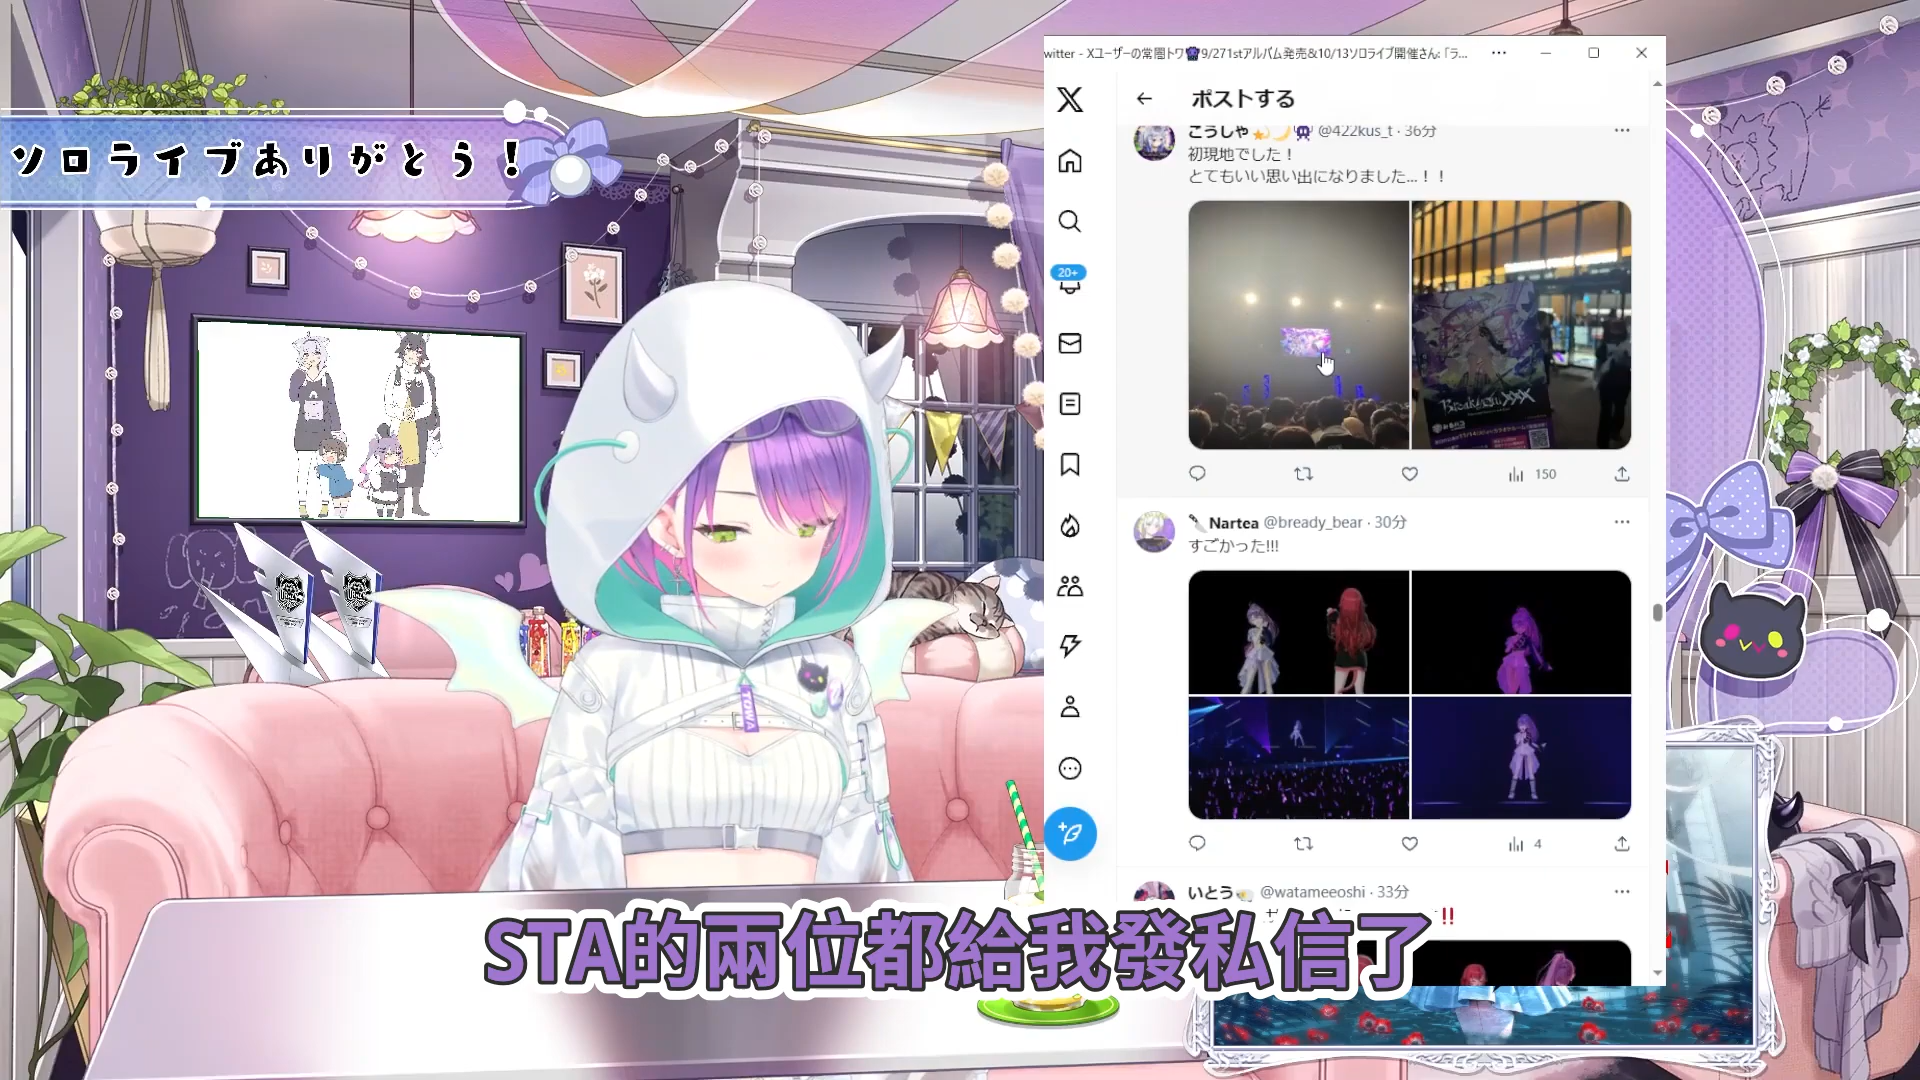 witter - Xユーザーの常闇トワ👾9/271stアルバム発売&10/13ソロライブ開催さん:「ラ...
ソロライブありがとう!
ポストする
こうしゃ @422kus_t · 36分
初現地でした!
とてもいい思い出になりました...!!
20+
Break/θ/
XXX
150
Nartea @bready_bear · 30分
すごかった!!!
TOWA
4
いとう @watameeoshi · 33分
!!
STA的兩位都給我發私信了